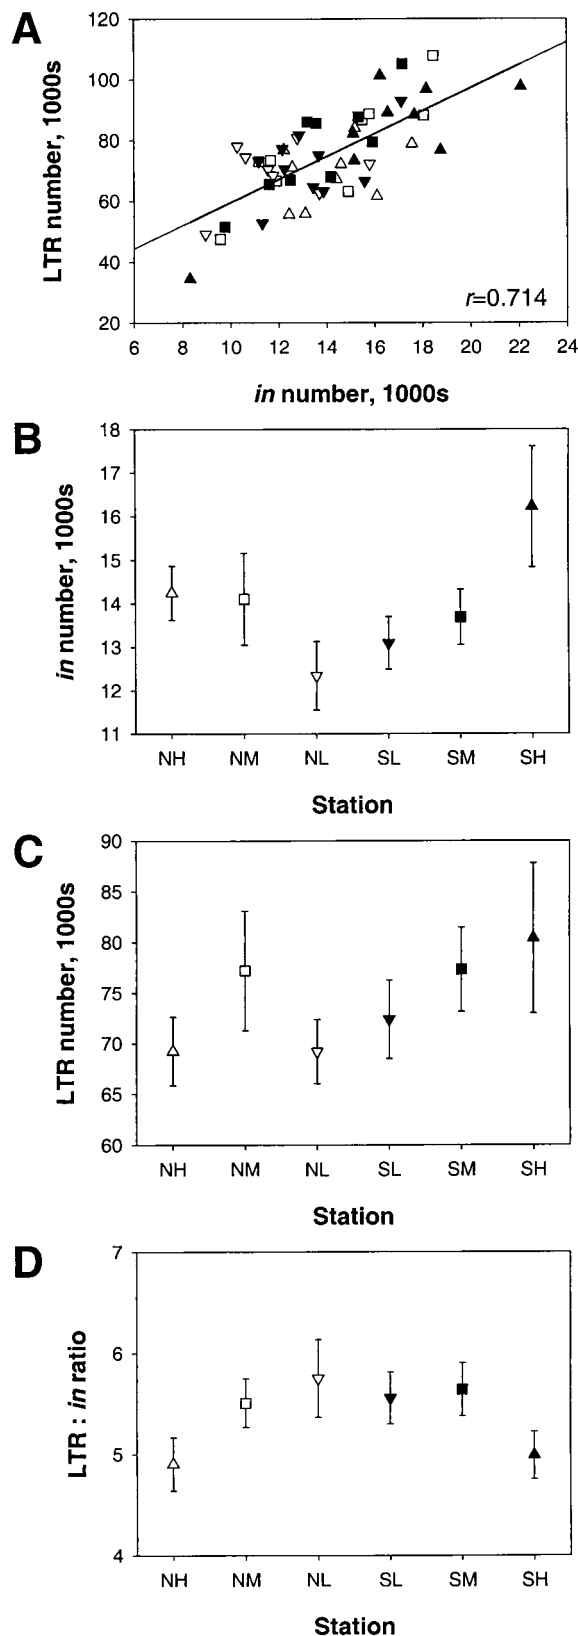 A
LTR number, 1000s
120
100
80
60
40
20
r=0.714
6 8 10 12 14 16 18 20 22 24
in number, 1000s
B
in number, 1000s
18
17
16
15
14
13
12
11
NH NM NL SL SM SH
Station
C
LTR number, 1000s
90
85
80
75
70
65
60
NH NM NL SL SM SH
Station
D
LTR : in ratio
7
6
5
4
NH NM NL SL SM SH
Station